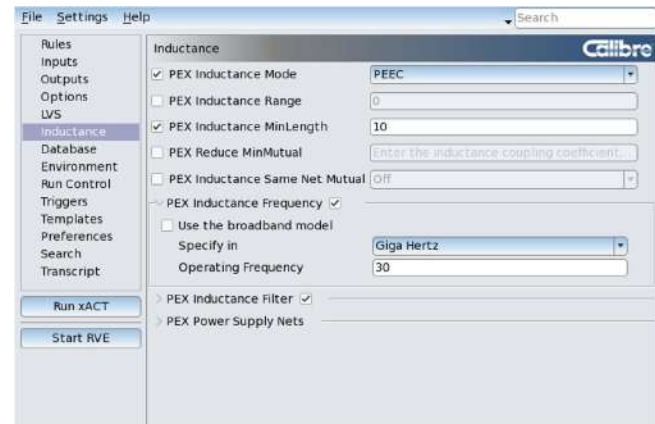 File Settings Help
Search
Rules
Inputs
Outputs
Options
LVS
Inductance
Database
Environment
Run Control
Triggers
Templates
Preferences
Search
Transcript
Run xACT
Start RVE
Inductance
Calibre
PEX Inductance Mode PEEC
PEX Inductance Range 0
PEX Inductance MinLength 10
PEX Reduce MinMutual Enter the inductance coupling coefficient...
PEX Inductance Same Net Mutual Off
PEX Inductance Frequency
Use the broadband model
Specify in Giga Hertz
Operating Frequency 30
PEX Inductance Filter
PEX Power Supply Nets